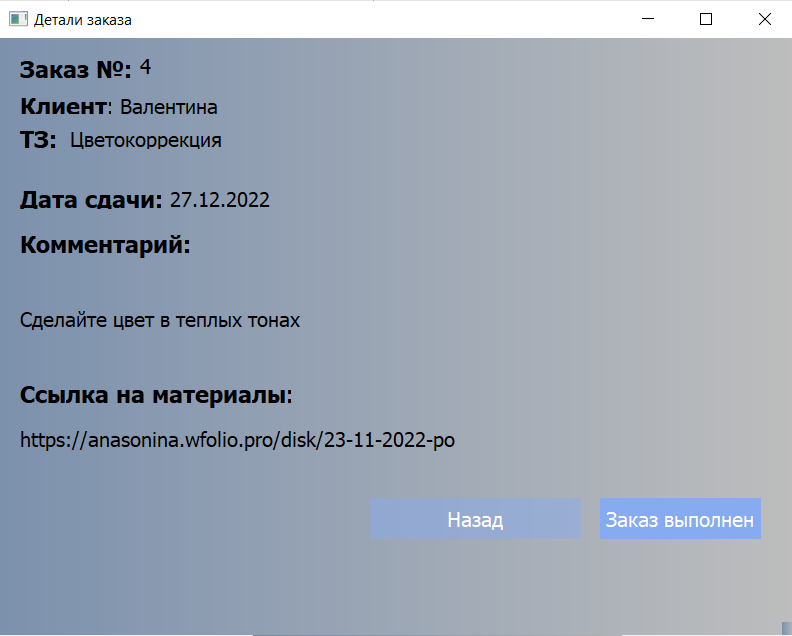 Детали заказа
Заказ №: 4
Клиент: Валентина
ТЗ: Цветокоррекция
Дата сдачи: 27.12.2022
Комментарий:
Сделайте цвет в теплых тонах
Ссылка на материалы:
https://anasonina.wfolio.pro/disk/23-11-2022-po
Назад Заказ выполнен